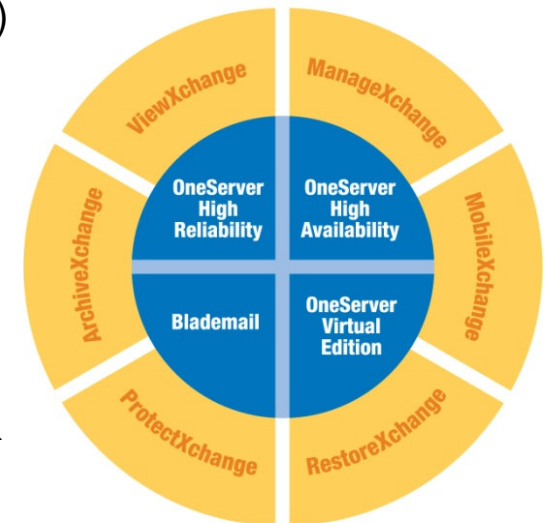 )
ViewXchange
ManageXchange
ArchiveXchange
MobileXchange
OneServer
High
Reliability
OneServer
High
Availability
Blademail
OneServer
Virtual
Edition
ProtectXchange
RestoreXchange